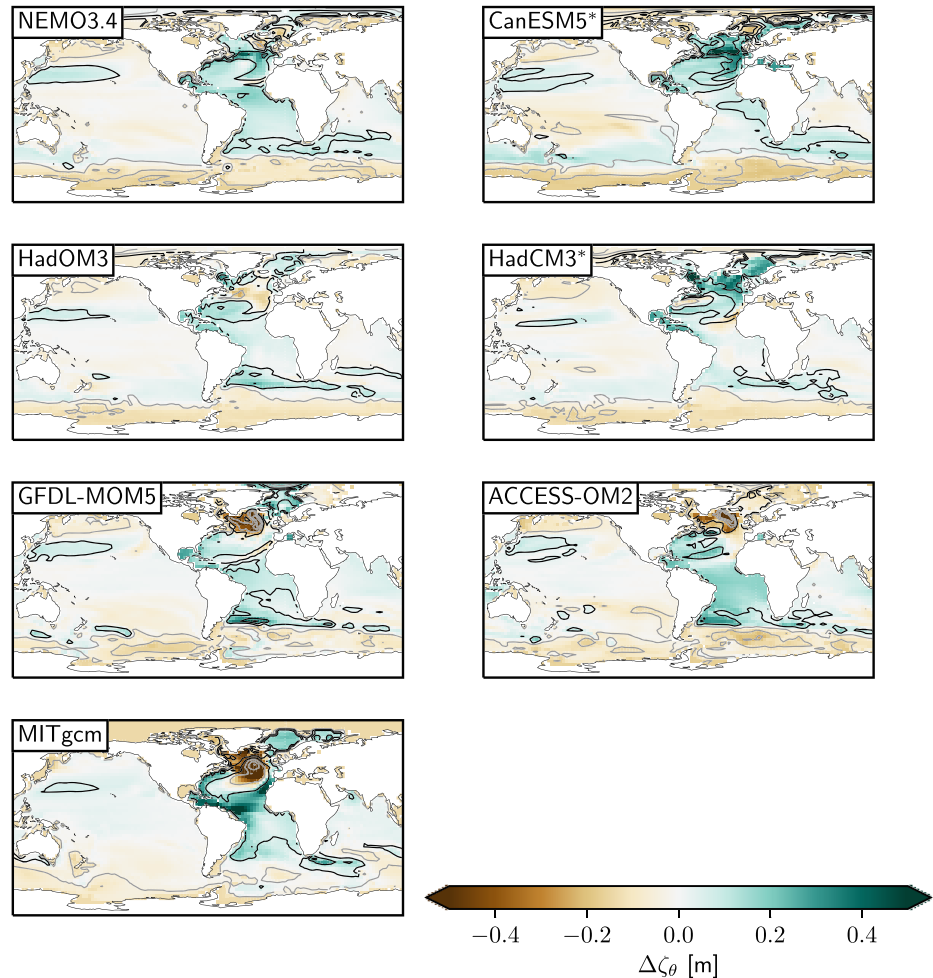 NEMO3.4
CanESM5*
HadOM3
HadCM3*
GFDL-MOM5
ACCESS-OM2
MITgcm
−0.4 −0.2 0.0 0.2 0.4
Δζθ [m]